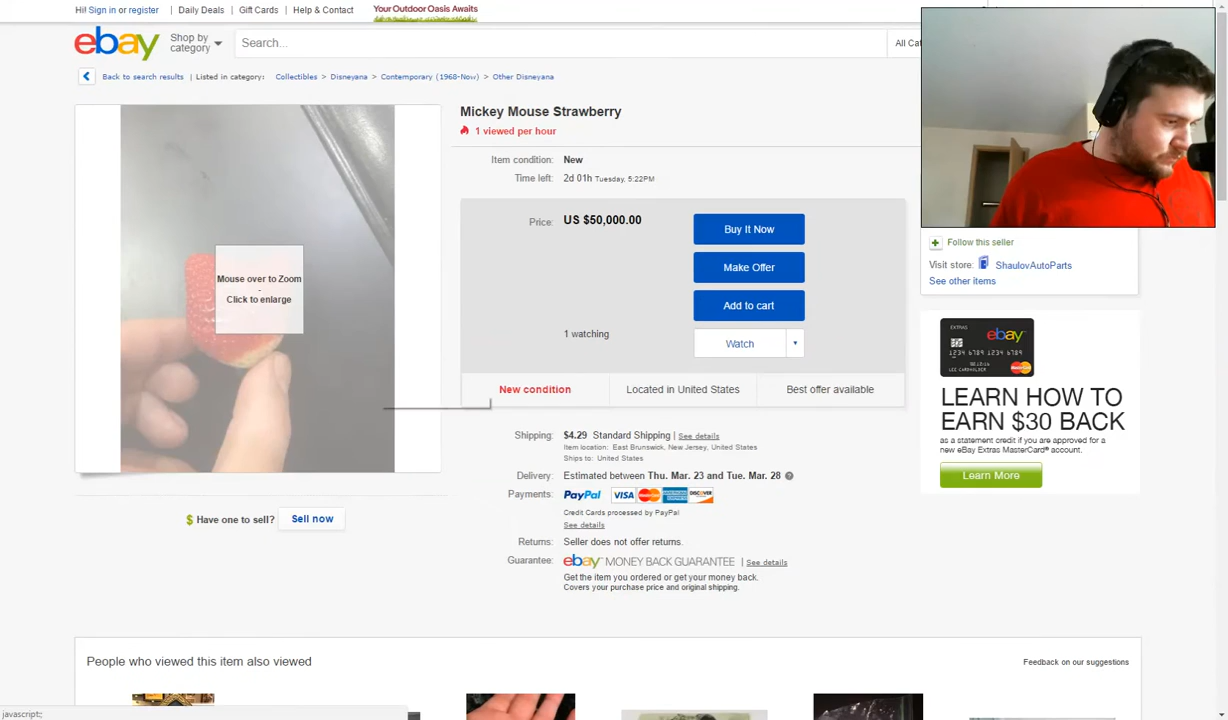 Hi! Sign in or register | Daily Deals | Gift Cards | Help & Contact
Your Outdoor Oasis Awaits
ebay
Shop by category
Search...
All Cat
Back to search results | Listed in category: Collectibles > Disneyana > Contemporary (1968-Now) > Other Disneyana
Mickey Mouse Strawberry
1 viewed per hour
Item condition: New
Time left: 2d 01h Tuesday, 5:22PM
Price: US $50,000.00
Buy It Now
Make Offer
Add to cart
1 watching
Watch
New condition
Located in United States
Best offer available
Mouse over to Zoom
-
Click to enlarge
Shipping: $4.29 Standard Shipping | See details
Item location: East Brunswick, New Jersey, United States
Ships to: United States
Delivery: Estimated between Thu. Mar. 23 and Tue. Mar. 28
Payments: PayPal VISA MasterCard DISCOVER
Credit Cards processed by PayPal
See details
Returns: Seller does not offer returns.
Guarantee: ebay MONEY BACK GUARANTEE | See details
Get the item you ordered or get your money back.
Covers your purchase price and original shipping.
$ Have one to sell? Sell now
Follow this seller
Visit store: ShaulovAutoParts
See other items
EXTRAS
ebay
LEE CARDHOLDER
MasterCard
LEARN HOW TO
EARN $30 BACK
as a statement credit if you are approved for a
new eBay Extras MasterCard® account.
Learn More
People who viewed this item also viewed
Feedback on our suggestions
javascript:;